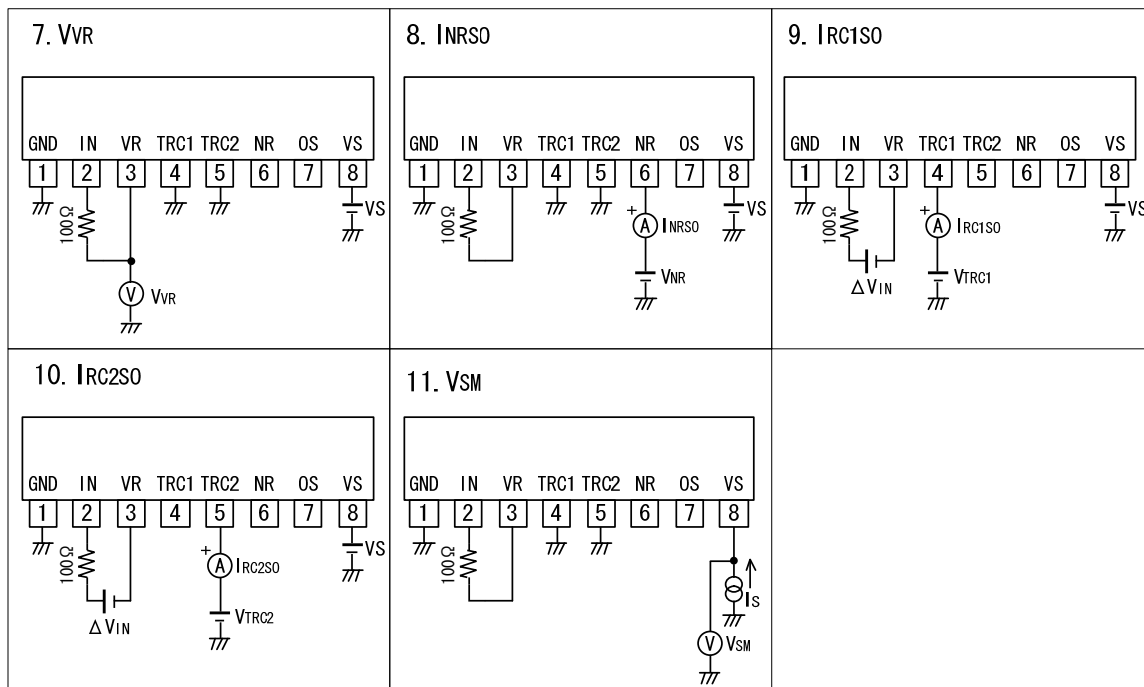 7. VVR
8. INRSO
9. IRC1SO
GND IN VR TRC1 TRC2 NR OS VS
1 2 3 4 5 6 7 8
100Ω
VS
VVR
V
GND IN VR TRC1 TRC2 NR OS VS
1 2 3 4 5 6 7 8
100Ω
+
A
INRSO
VS
VNR
GND IN VR TRC1 TRC2 NR OS VS
1 2 3 4 5 6 7 8
100Ω
+
A
IRC1SO
VS
ΔVIN
VTRC1
10. IRC2SO
11. VSM
GND IN VR TRC1 TRC2 NR OS VS
1 2 3 4 5 6 7 8
100Ω
+
A
IRC2SO
VS
ΔVIN
VTRC2
GND IN VR TRC1 TRC2 NR OS VS
1 2 3 4 5 6 7 8
100Ω
IS
V
VSM